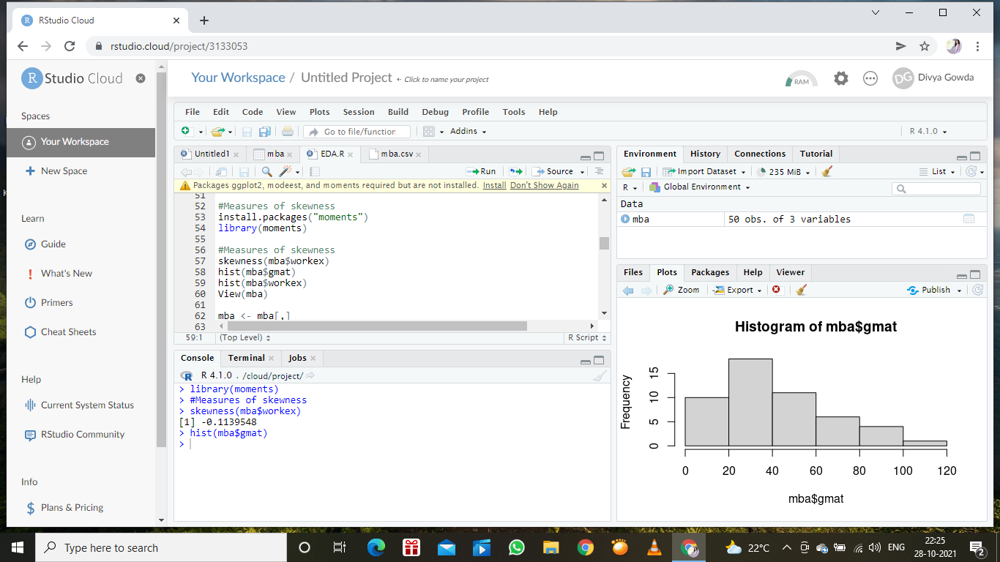 RStudio Cloud
rstudio.cloud/project/3133053
R Studio Cloud
Your Workspace / Untitled Project ← Click to name your project
RAM
DG Divya Gowda
Spaces
Your Workspace
New Space
Learn
Guide
What's New
Primers
Cheat Sheets
Help
Current System Status
RStudio Community
Info
Plans & Pricing
File Edit Code View Plots Session Build Debug Profile Tools Help
Go to file/function Addins R 4.1.0
Untitled1 mba EDA.R mba.csv
Run Source
Packages ggplot2, modeest, and moments required but are not installed. Install Don't Show Again
51
52 #Measures of skewness
53 install.packages("moments")
54 library(moments)
55
56 #Measures of skewness
57 skewness(mba$workex)
58 hist(mba$gmat)
59 hist(mba$workex)
60 View(mba)
61
62 mba <- mba[,]
63
59:1 (Top Level) R Script
Console Terminal Jobs
R 4.1.0 . /cloud/project/
> library(moments)
> #Measures of skewness
> skewness(mba$workex)
[1] -0.1139548
> hist(mba$gmat)
>
Environment History Connections Tutorial
Import Dataset 235 MiB List
R Global Environment
Data
mba 50 obs. of 3 variables
Files Plots Packages Help Viewer
Zoom Export Publish
Histogram of mba$gmat
Frequency
15
10
5
0
0 20 40 60 80 100 120
mba$gmat
Type here to search
22°C ENG
22:25
28-10-2021
2